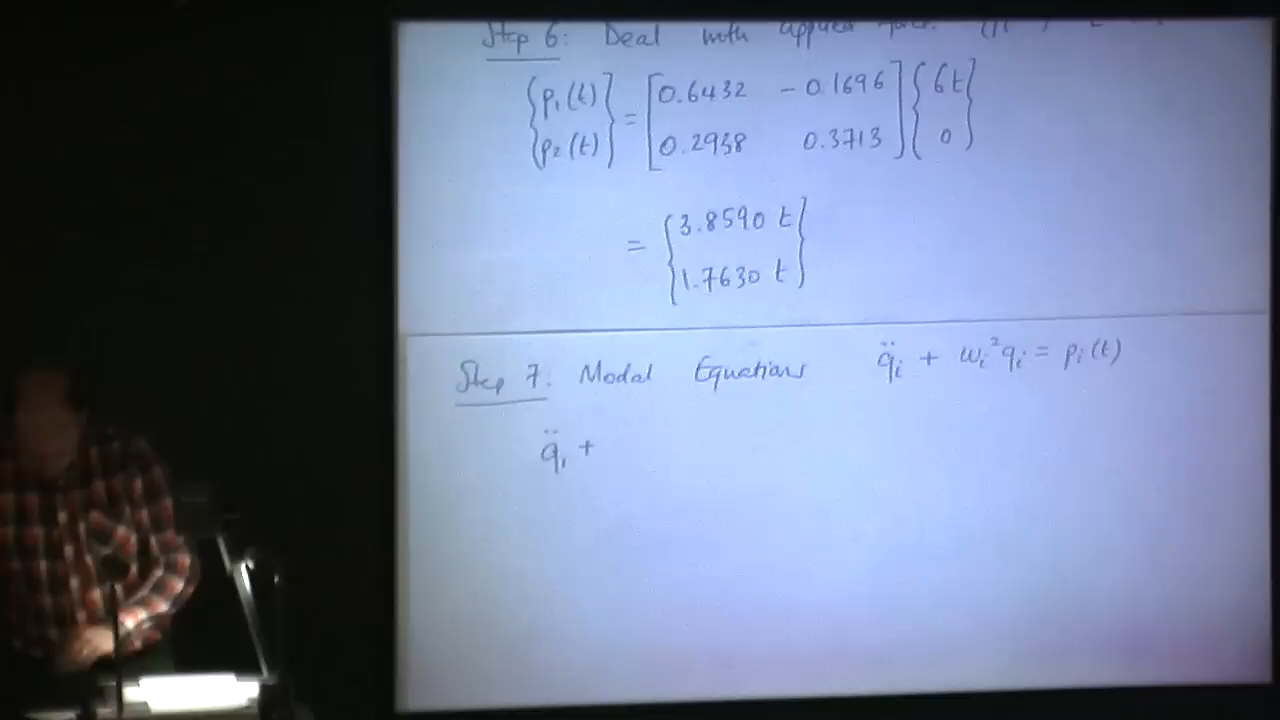 Step 6: Deal with applied
{p₁(t)} = [0.6432 -0.1696] {6t}
{p₂(t)} [0.2938 0.3713] {0}
= {3.8590 t}
{1.7630 t}
Step 7: Modal Equations q̈ᵢ + ωᵢ²qᵢ = pᵢ(t)
q̈₁ +